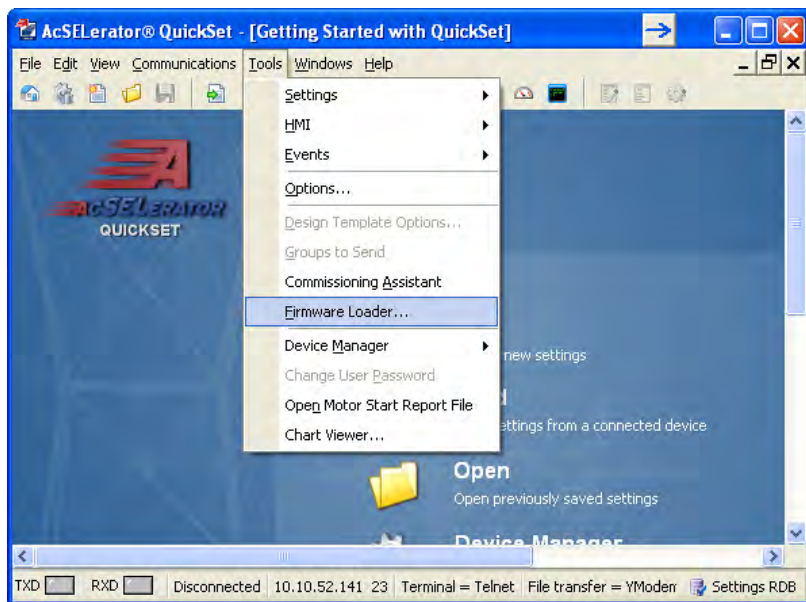 AcSELerator® QuickSet - [Getting Started with QuickSet]
File Edit View Communications Tools Windows Help
Settings
HMI
Events
Options...
Design Template Options...
Groups to Send
Commissioning Assistant
Firmware Loader...
Device Manager
Change User Password
Open Motor Start Report File
Chart Viewer...
ACSELERATOR
QUICKSET
new settings
ettings from a connected device
Open
Open previously saved settings
Device Manager
TXD RXD Disconnected 10.10.52.141 23 Terminal = Telnet File transfer = YModem Settings RDB